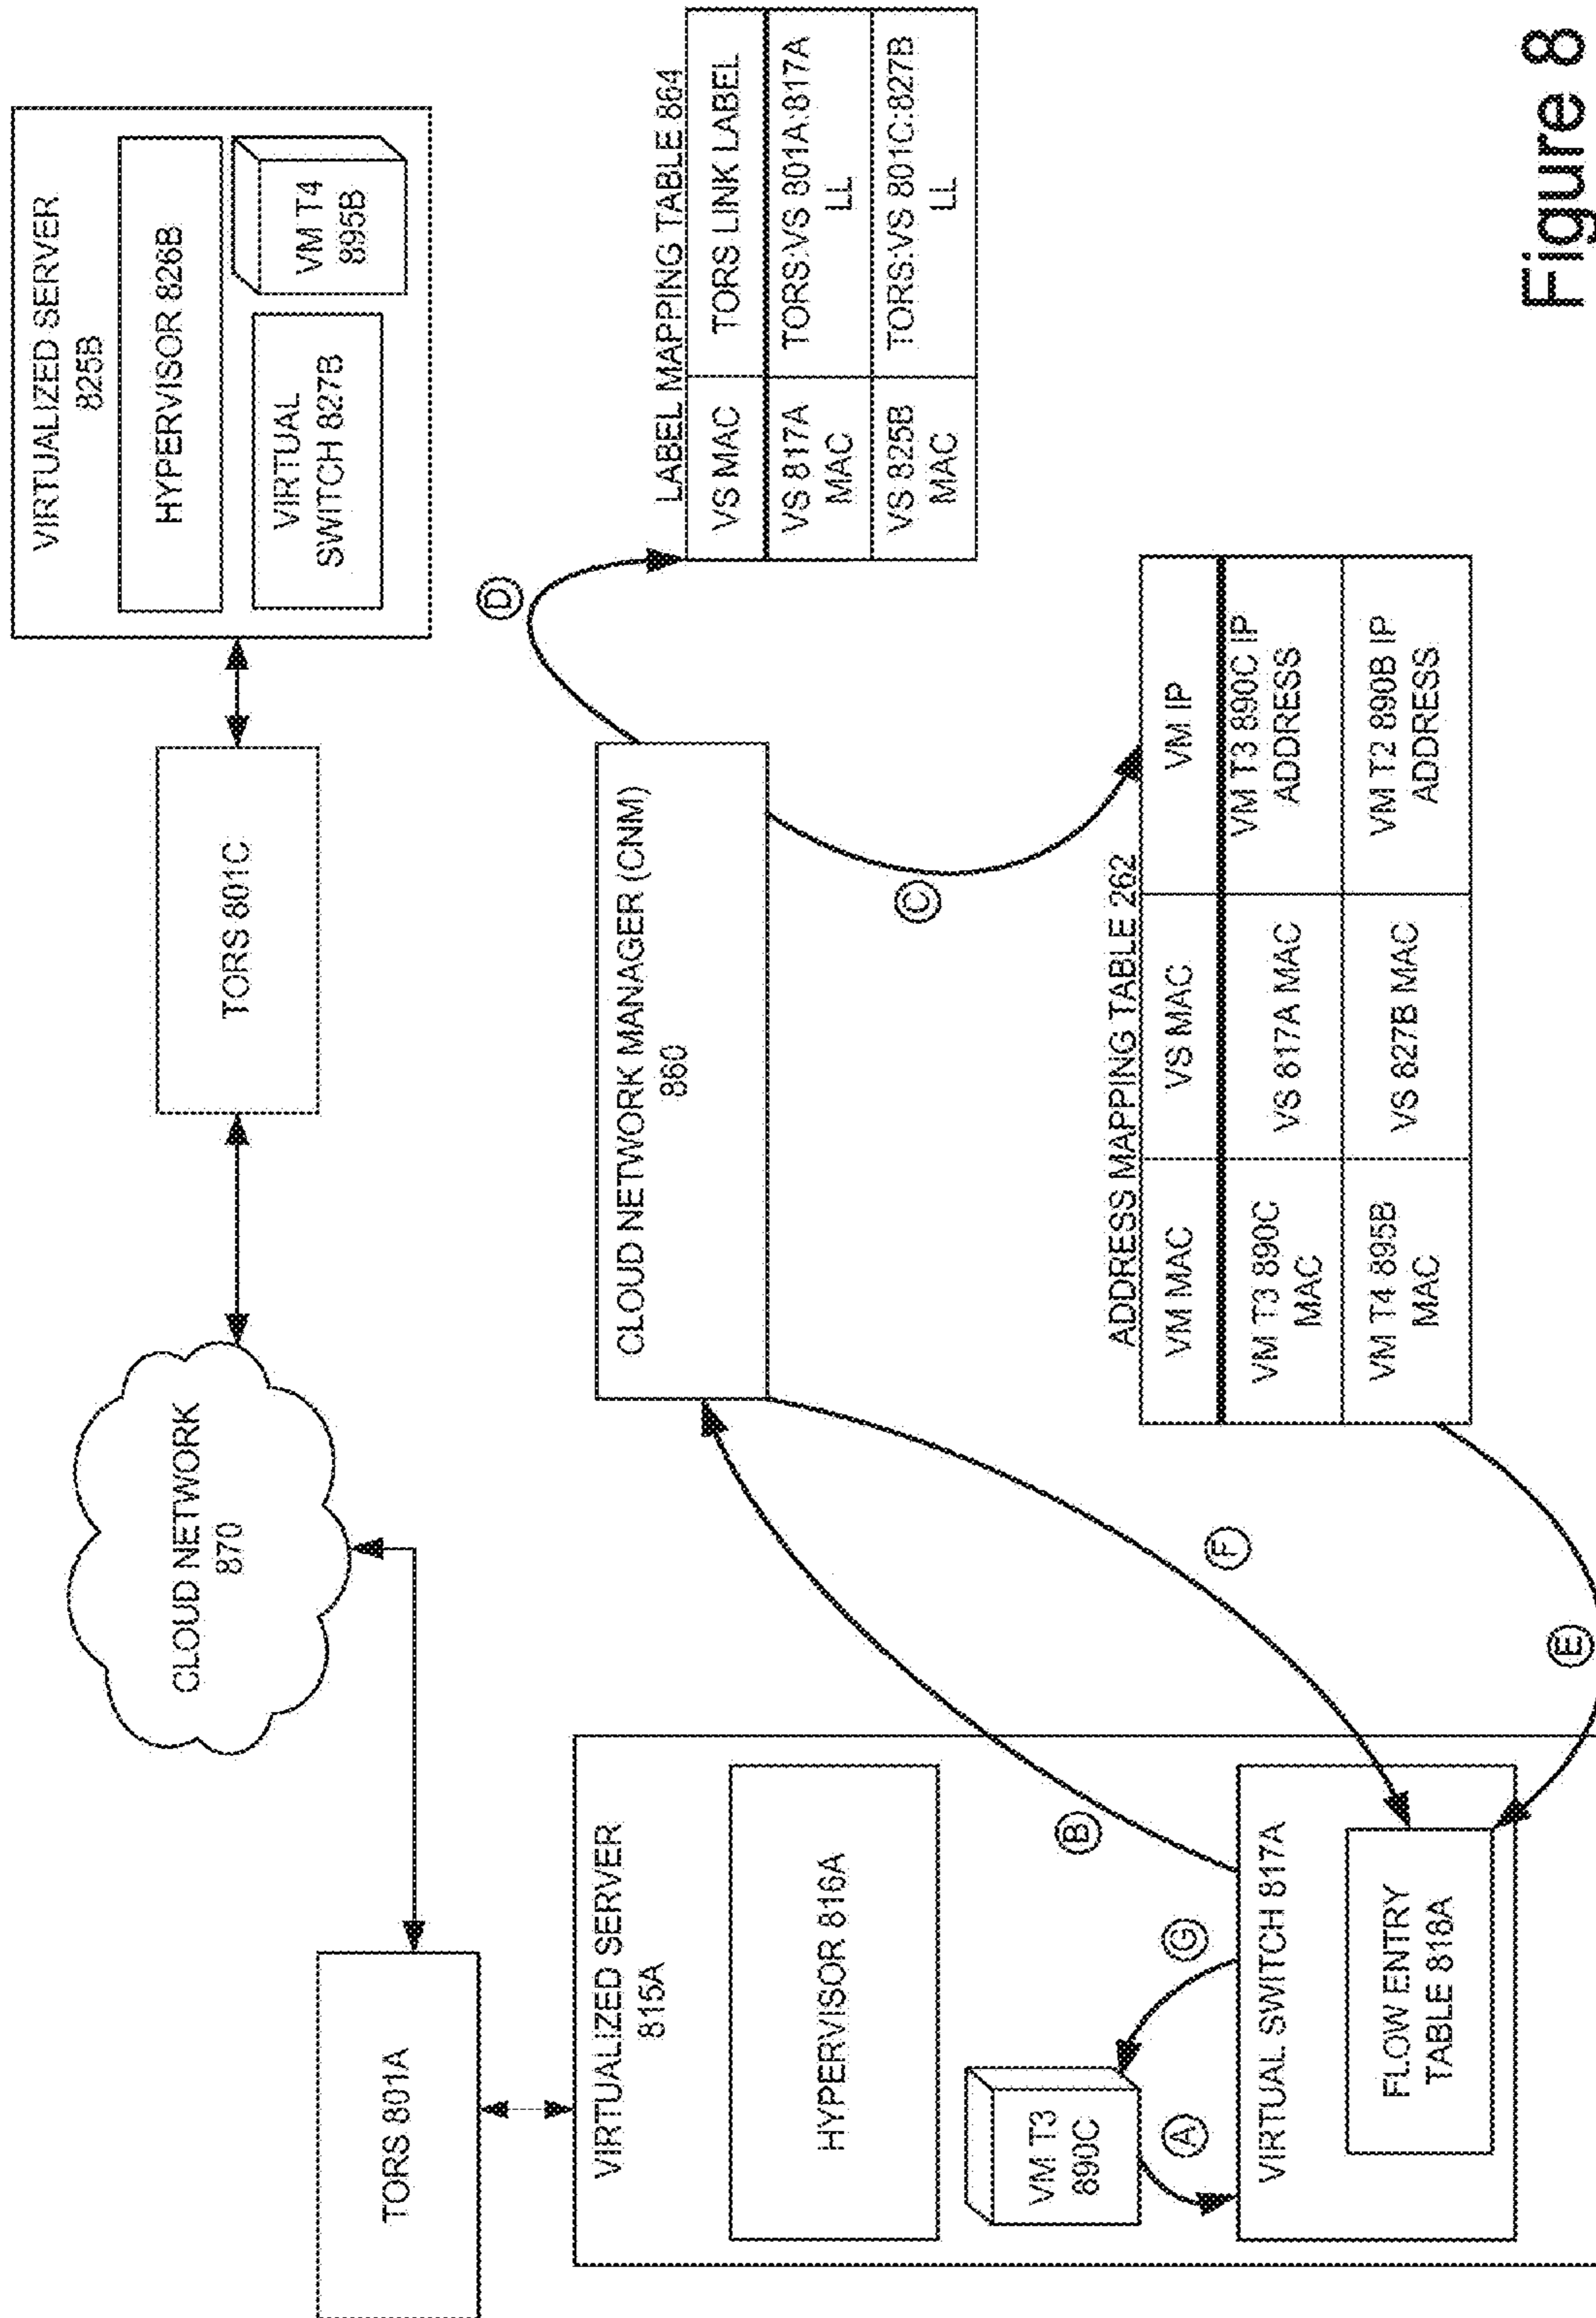 VIRTUALIZED SERVER
825B
HYPERVISOR 826B
VIRTUAL
SWITCH 827B
VM T4
895B
TORS 801C
CLOUD NETWORK
870
TORS 801A
LABEL MAPPING TABLE 864
VS MAC
TORS LINK LABEL
VS 817A
MAC
TORS:VS 801A:817A
LL
VS 825B
MAC
TORS:VS 801C:827B
LL
D
CLOUD NETWORK MANAGER (CNM)
860
C
ADDRESS MAPPING TABLE 262
VM MAC
VS MAC
VM IP
VM T3 890C
MAC
VS 817A MAC
VM T3 890C IP
ADDRESS
VM T4 895B
MAC
VS 827B MAC
VM T2 890B IP
ADDRESS
VIRTUALIZED SERVER
815A
HYPERVISOR 816A
VM T3
890C
A
G
B
F
E
VIRTUAL SWITCH 817A
FLOW ENTRY
TABLE 818A
Figure 8